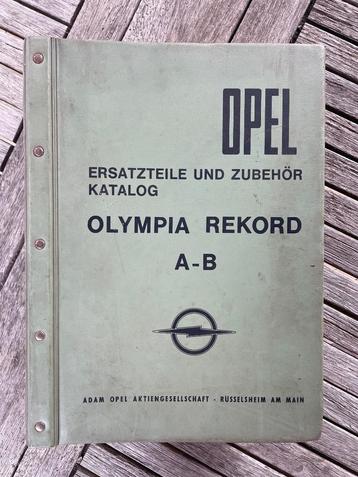 OPEL
ERSATZTEILE UND ZUBEHÖR
KATALOG
OLYMPIA REKORD
A-B
ADAM OPEL AKTIENGESELLSCHAFT - RÜSSELSHEIM AM MAIN